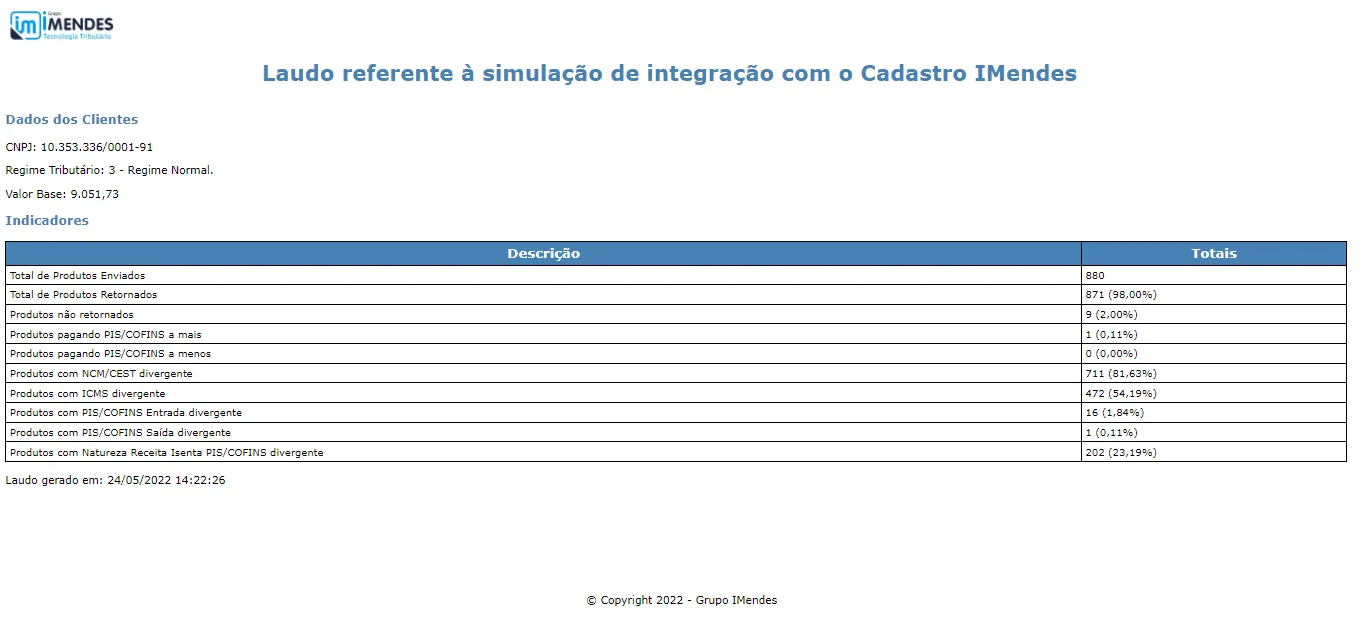 Grupo
im iMENDES
Tecnologia Tributária
Laudo referente à simulação de integração com o Cadastro IMendes
Dados dos Clientes
CNPJ: 10.353.336/0001-91
Regime Tributário: 3 - Regime Normal.
Valor Base: 9.051,73
Indicadores
Descrição Totais
Total de Produtos Enviados 880
Total de Produtos Retornados 871 (98,00%)
Produtos não retornados 9 (2,00%)
Produtos pagando PIS/COFINS a mais 1 (0,11%)
Produtos pagando PIS/COFINS a menos 0 (0,00%)
Produtos com NCM/CEST divergente 711 (81,63%)
Produtos com ICMS divergente 472 (54,19%)
Produtos com PIS/COFINS Entrada divergente 16 (1,84%)
Produtos com PIS/COFINS Saída divergente 1 (0,11%)
Produtos com Natureza Receita Isenta PIS/COFINS divergente 202 (23,19%)
Laudo gerado em: 24/05/2022 14:22:26
© Copyright 2022 - Grupo IMendes